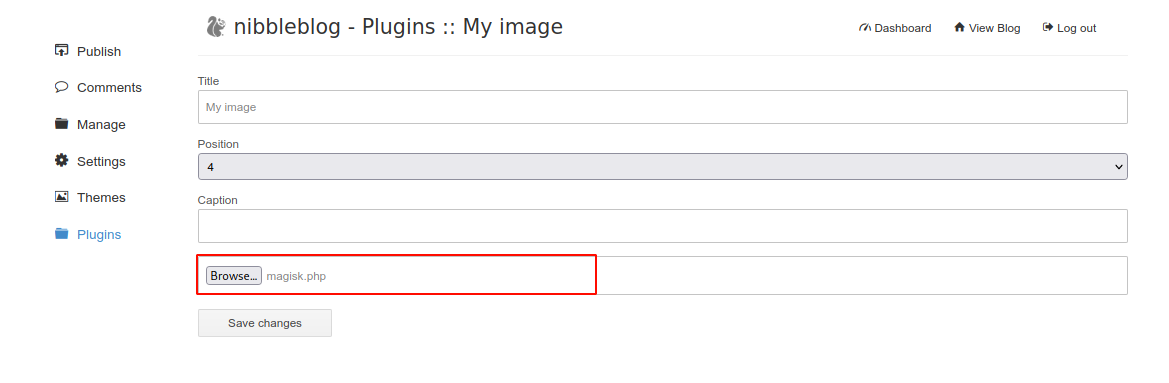 nibbleblog - Plugins :: My image
Dashboard
View Blog
Log out
Publish
Comments
Manage
Settings
Themes
Plugins
Title
My image
Position
4
Caption
Browse... magisk.php
Save changes